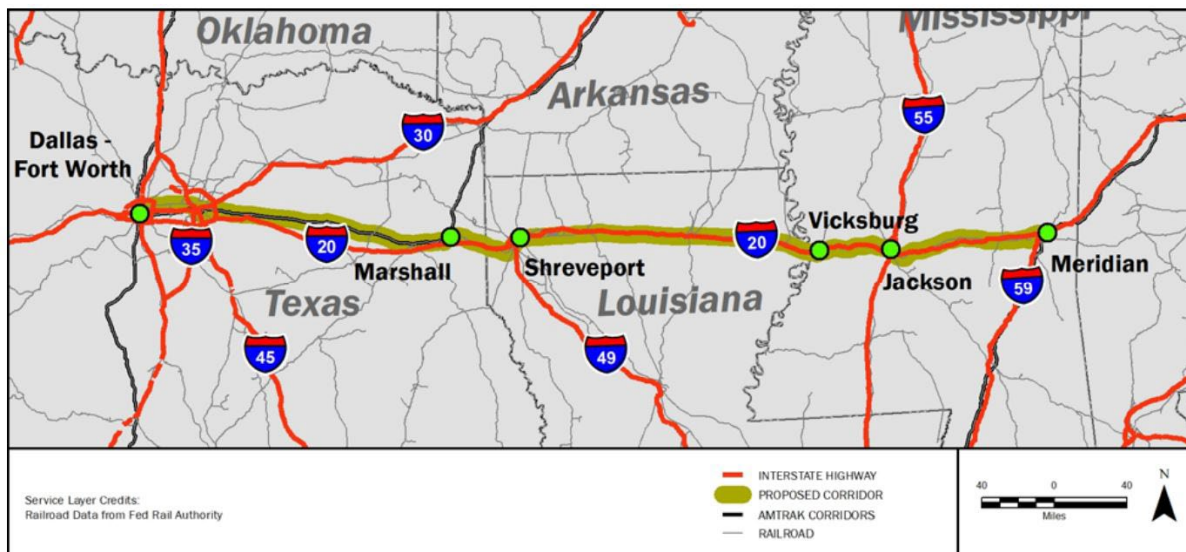 Oklahoma
Mississippi
Arkansas
30
55
Dallas -
Fort Worth
35
20
Marshall
Shreveport
20
Vicksburg
Jackson
Meridian
59
Texas
Louisiana
45
49
Service Layer Credits:
Railroad Data from Fed Rail Authority
INTERSTATE HIGHWAY
PROPOSED CORRIDOR
AMTRAK CORRIDORS
RAILROAD
40 0 40
Miles
N